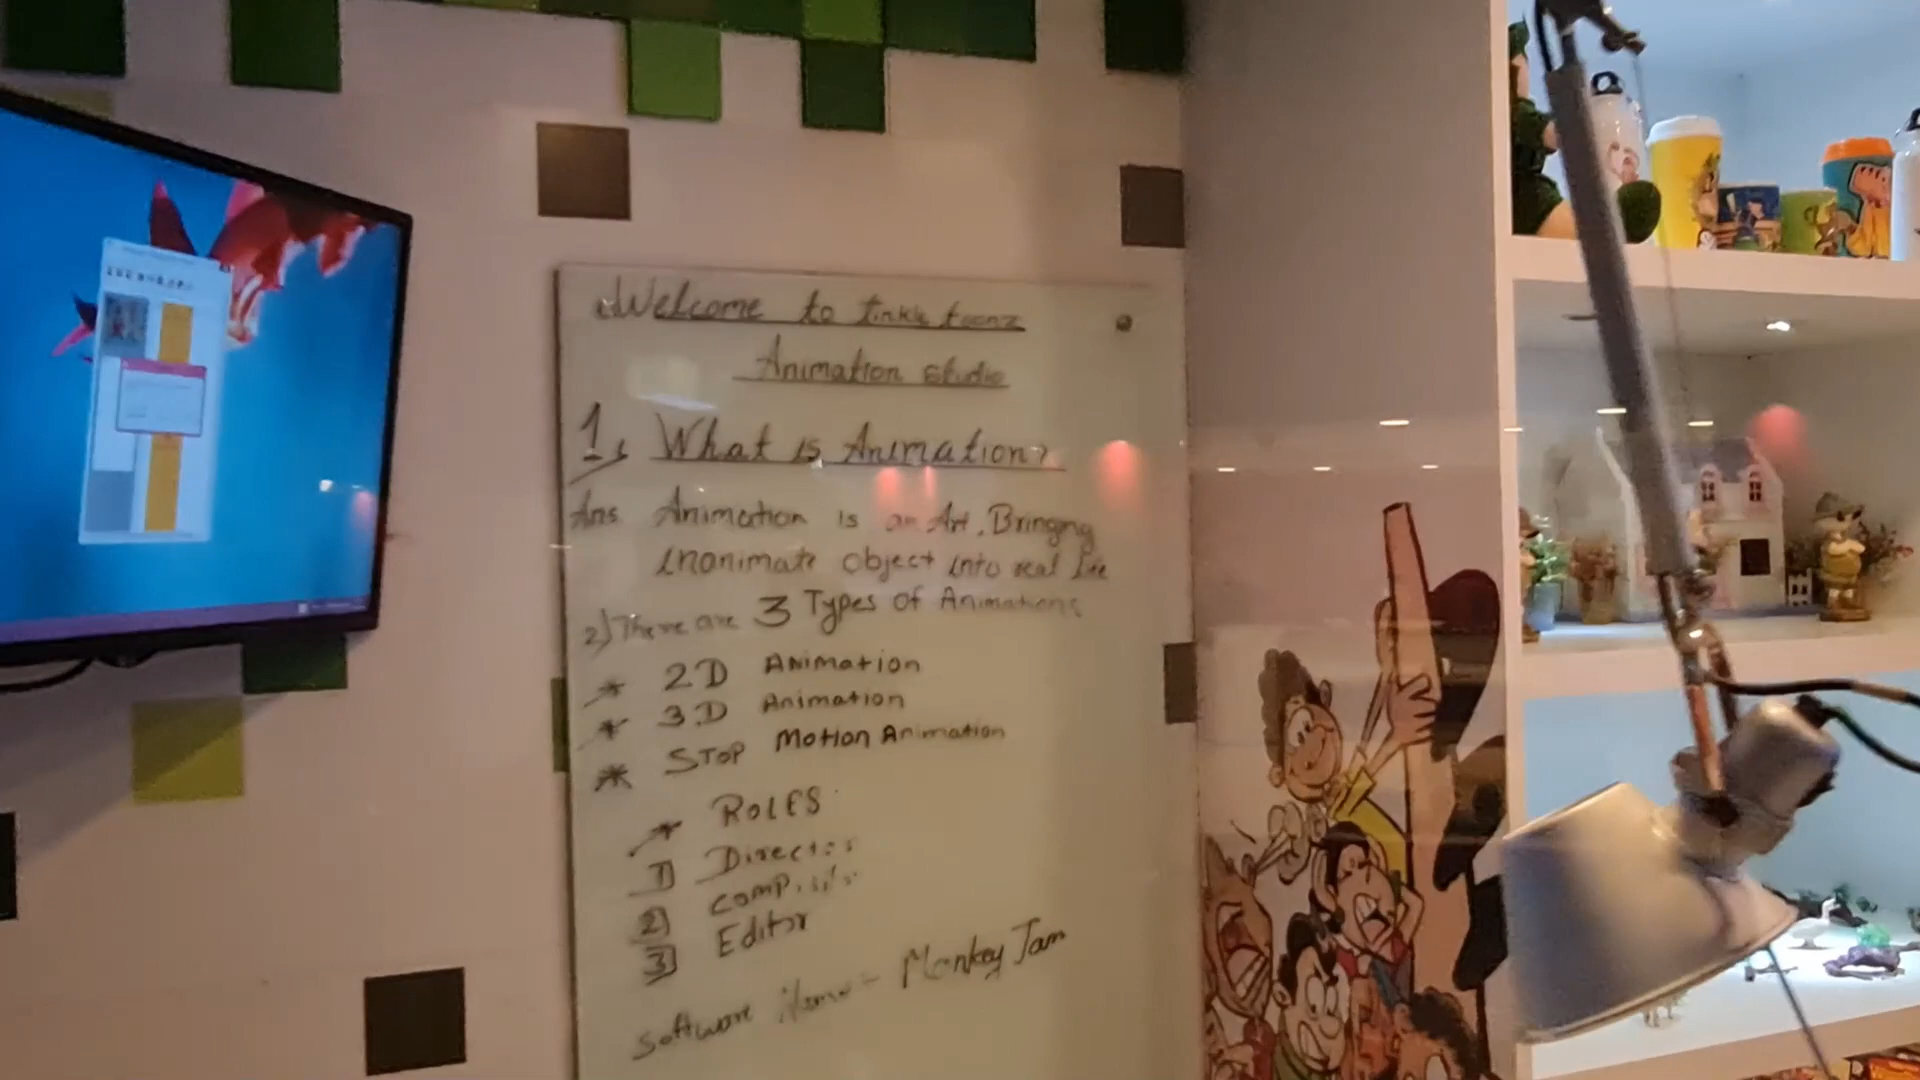 Welcome to tinkle toonz
Animation studio
1, What is Animation?
Ans. Animation is an Art. Bringing
inanimate object into real life
2) There are 3 Types of Animations
* 2D Animation
* 3D Animation
* STOP Motion Animation
* ROLES
1 Director
2
3 Editor
Software Name - Monkey Jam